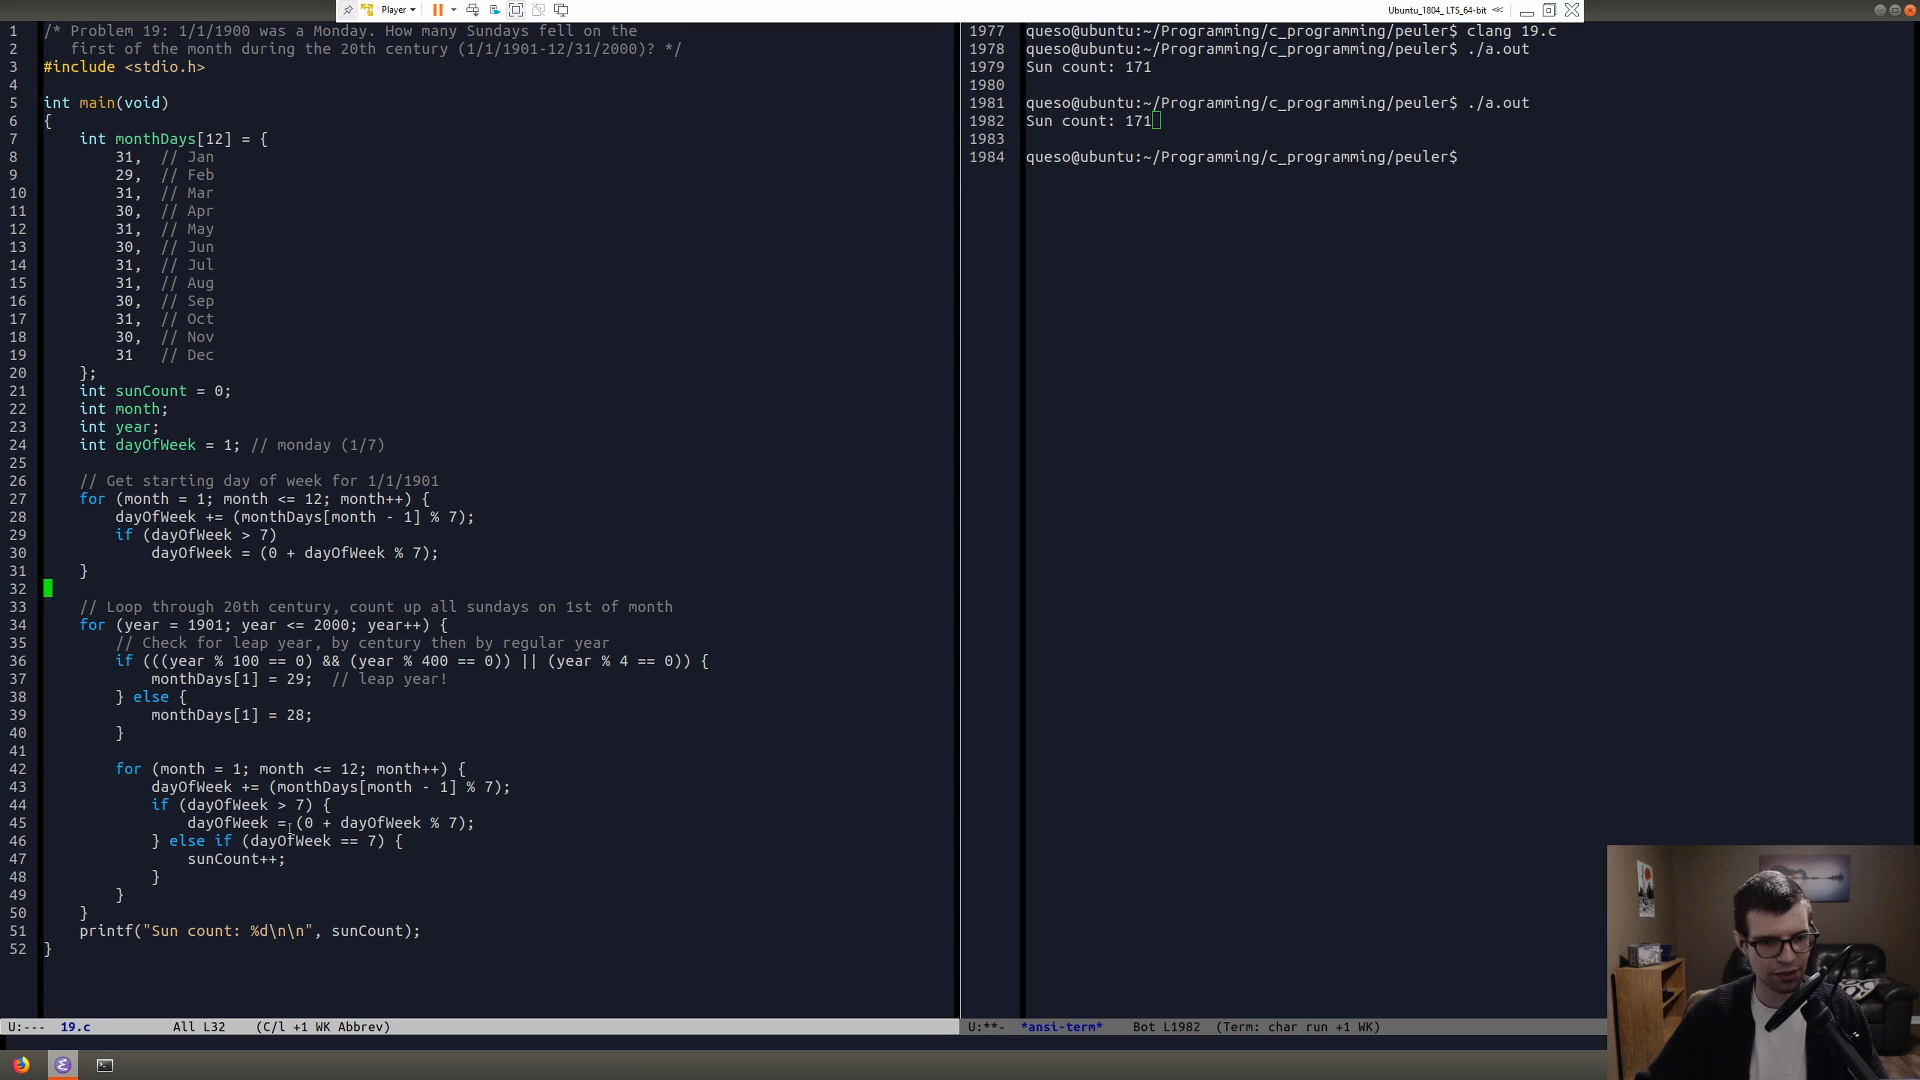 Player
Ubuntu_1804_ LTS_64-bit
1 /* Problem 19: 1/1/1900 was a Monday. How many Sundays fell on the
2    first of the month during the 20th century (1/1/1901-12/31/2000)? */
3 #include <stdio.h>
4
5 int main(void)
6 {
7     int monthDays[12] = {
8         31,  // Jan
9         29,  // Feb
10         31,  // Mar
11         30,  // Apr
12         31,  // May
13         30,  // Jun
14         31,  // Jul
15         31,  // Aug
16         30,  // Sep
17         31,  // Oct
18         30,  // Nov
19         31   // Dec
20     };
21     int sunCount = 0;
22     int month;
23     int year;
24     int dayOfWeek = 1; // monday (1/7)
25
26     // Get starting day of week for 1/1/1901
27     for (month = 1; month <= 12; month++) {
28         dayOfWeek += (monthDays[month - 1] % 7);
29         if (dayOfWeek > 7)
30             dayOfWeek = (0 + dayOfWeek % 7);
31     }
32
33     // Loop through 20th century, count up all sundays on 1st of month
34     for (year = 1901; year <= 2000; year++) {
35         // Check for leap year, by century then by regular year
36         if (((year % 100 == 0) && (year % 400 == 0)) || (year % 4 == 0)) {
37             monthDays[1] = 29;  // leap year!
38         } else {
39             monthDays[1] = 28;
40         }
41
42         for (month = 1; month <= 12; month++) {
43             dayOfWeek += (monthDays[month - 1] % 7);
44             if (dayOfWeek > 7) {
45                 dayOfWeek = (0 + dayOfWeek % 7);
46             } else if (dayOfWeek == 7) {
47                 sunCount++;
48             }
49         }
50     }
51     printf("Sun count: %d\n\n", sunCount);
52 }
U:---  19.c           All L32    (C/l +1 WK Abbrev)
1977 queso@ubuntu:~/Programming/c_programming/peuler$ clang 19.c
1978 queso@ubuntu:~/Programming/c_programming/peuler$ ./a.out
1979 Sun count: 171
1980
1981 queso@ubuntu:~/Programming/c_programming/peuler$ ./a.out
1982 Sun count: 171
1983
1984 queso@ubuntu:~/Programming/c_programming/peuler$
U:**-  *ansi-term*    Bot L1982  (Term: char run +1 WK)